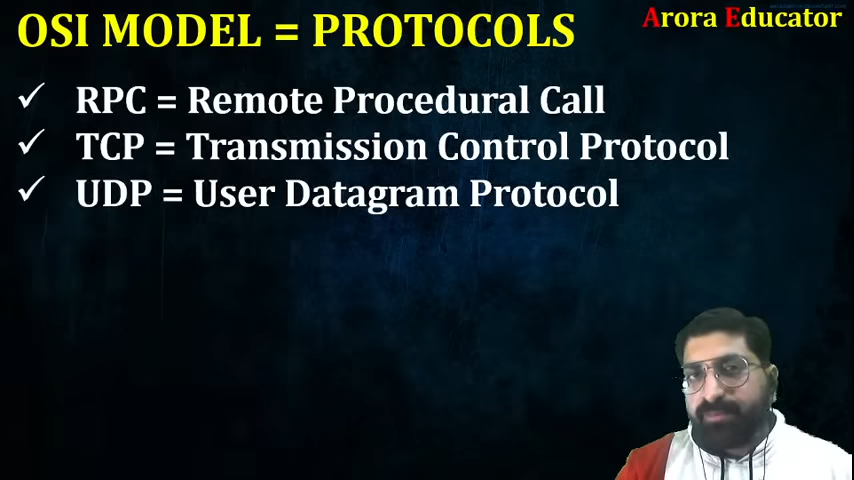 OSI MODEL = PROTOCOLS
Arora Educator
✓ RPC = Remote Procedural Call
✓ TCP = Transmission Control Protocol
✓ UDP = User Datagram Protocol